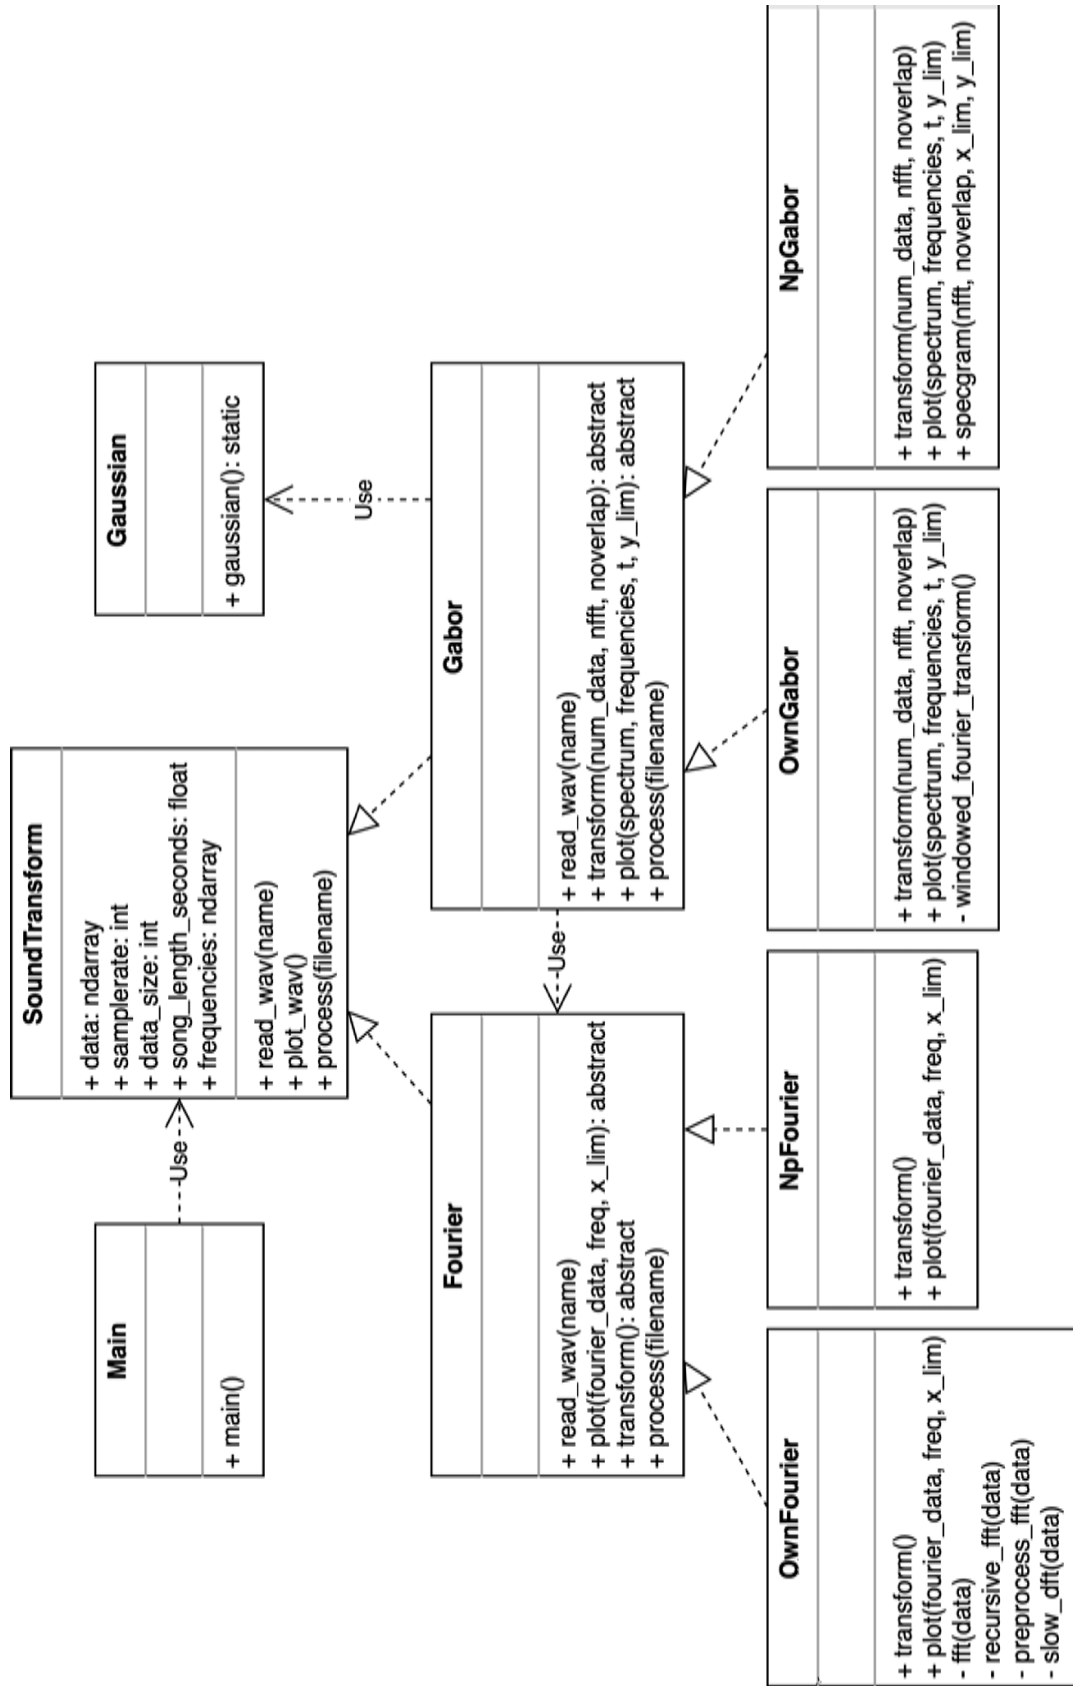 Main
+ main()
Use
SoundTransform
+ data: ndarray
+ samplerate: int
+ data_size: int
+ song_length_seconds: float
+ frequencies: ndarray
+ read_wav(name)
+ plot_wav()
+ process(filename)
Gaussian
+ gaussian(): static
Use
Fourier
+ read_wav(name)
+ plot(fourier_data, freq, x_lim): abstract
+ transform(): abstract
+ process(filename)
Use
Gabor
+ read_wav(name)
+ transform(num_data, nfft, noverlap): abstract
+ plot(spectrum, frequencies, t, y_lim): abstract
+ process(filename)
OwnFourier
+ transform()
+ plot(fourier_data, freq, x_lim)
- fft(data)
- recursive_fft(data)
- preprocess_fft(data)
- slow_dft(data)
NpFourier
+ transform()
+ plot(fourier_data, freq, x_lim)
OwnGabor
+ transform(num_data, nfft, noverlap)
+ plot(spectrum, frequencies, t, y_lim)
- windowed_fourier_transform()
NpGabor
+ transform(num_data, nfft, noverlap)
+ plot(spectrum, frequencies, t, y_lim)
+ specgram(nfft, noverlap, x_lim, y_lim)